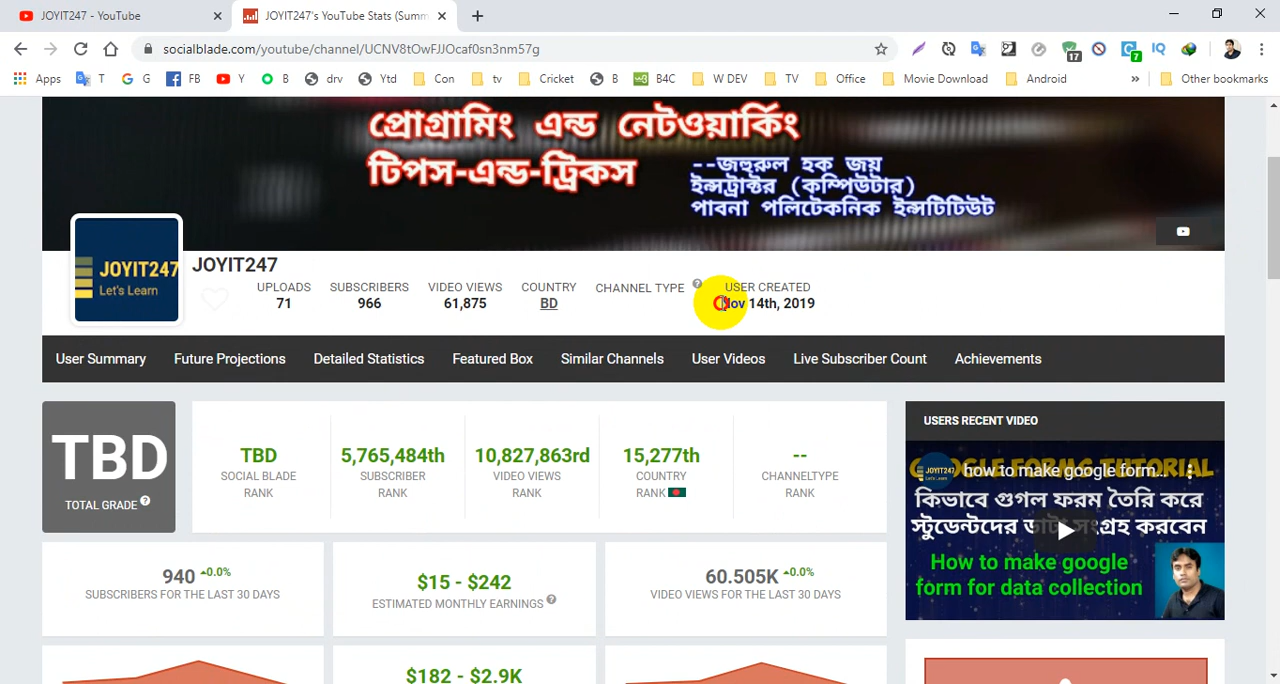 JOYIT247 - YouTube
JOYIT247's YouTube Stats (Summ
socialblade.com/youtube/channel/UCNV8tOwFJJOcaf0sn3nm57g
Apps T G FB Y B drv Ytd Con tv Cricket B B4C W DEV TV Office Movie Download Android » Other bookmarks
17
7
IQ
প্রোগ্রামিং এন্ড নেটওয়ার্কিং
টিপস-এন্ড-ট্রিকস
--জহুরুল হক জয়
ইন্সট্রাক্টর (কম্পিউটার)
পাবনা পলিটেকনিক ইন্সটিটিউট
JOYIT247
Let's Learn
JOYIT247
UPLOADS
71
SUBSCRIBERS
966
VIDEO VIEWS
61,875
COUNTRY
BD
CHANNEL TYPE
USER CREATED
Nov 14th, 2019
User Summary Future Projections Detailed Statistics Featured Box Similar Channels User Videos Live Subscriber Count Achievements
TBD
TOTAL GRADE
TBD
SOCIAL BLADE
RANK
5,765,484th
SUBSCRIBER
RANK
10,827,863rd
VIDEO VIEWS
RANK
15,277th
COUNTRY
RANK
--
CHANNELTYPE
RANK
940 0.0%
SUBSCRIBERS FOR THE LAST 30 DAYS
$15 - $242
ESTIMATED MONTHLY EARNINGS
60.505K 0.0%
VIDEO VIEWS FOR THE LAST 30 DAYS
$182 - $2.9K
USERS RECENT VIDEO
GOOGLE FORMS TUTORIAL
JOYIT247
how to make google form...
কিভাবে গুগল ফরম তৈরি করে
স্টুডেন্টদের ডাটা সংগ্রহ করবেন
How to make google
form for data collection